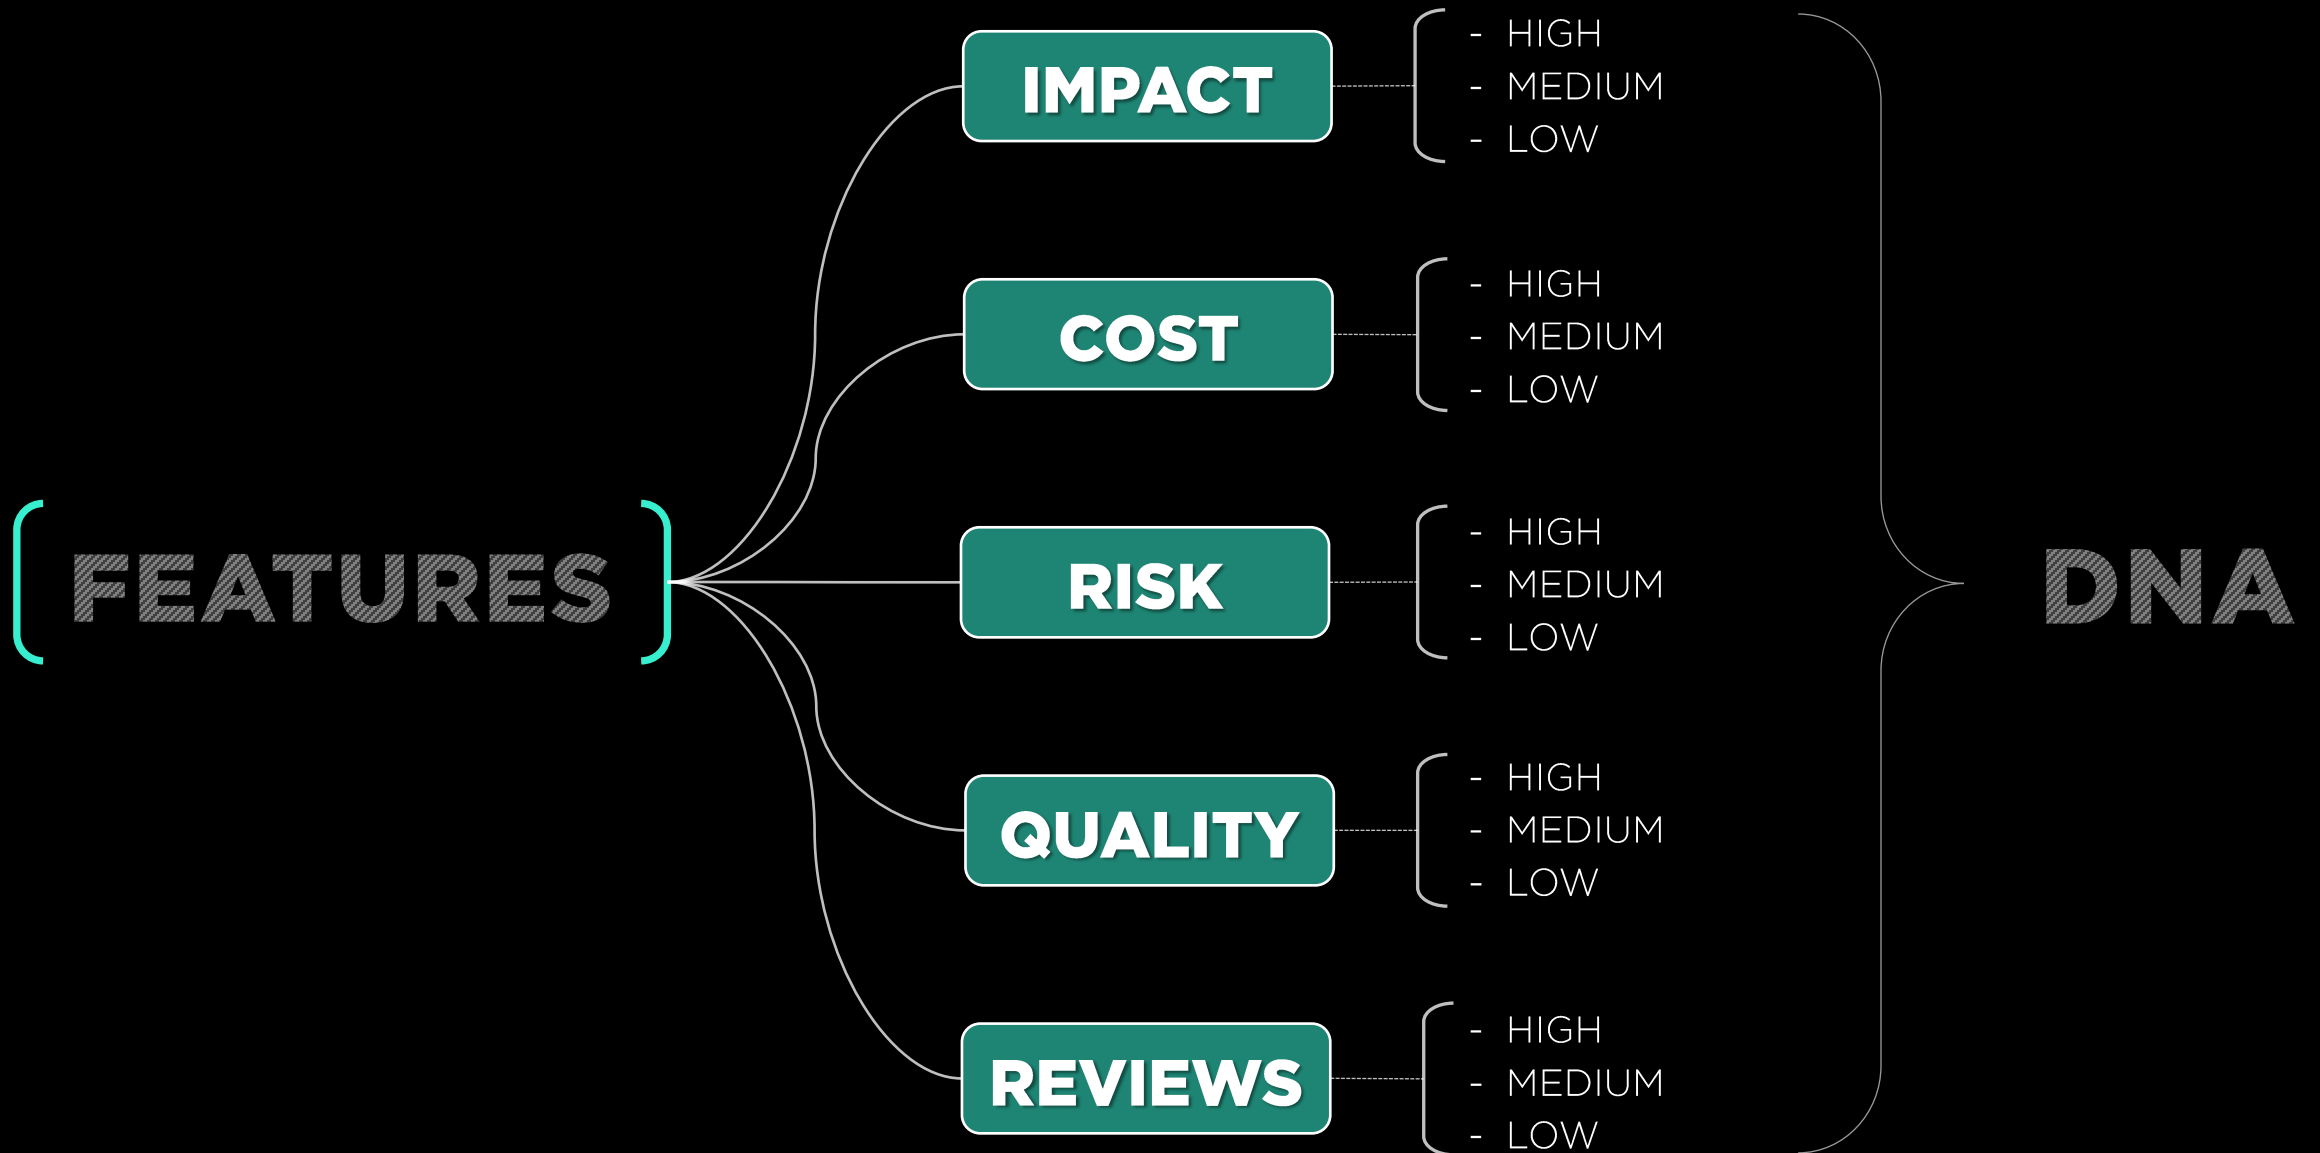 FEATURES
IMPACT
- HIGH
- MEDIUM
- LOW
COST
- HIGH
- MEDIUM
- LOW
RISK
- HIGH
- MEDIUM
- LOW
QUALITY
- HIGH
- MEDIUM
- LOW
REVIEWS
- HIGH
- MEDIUM
- LOW
DNA